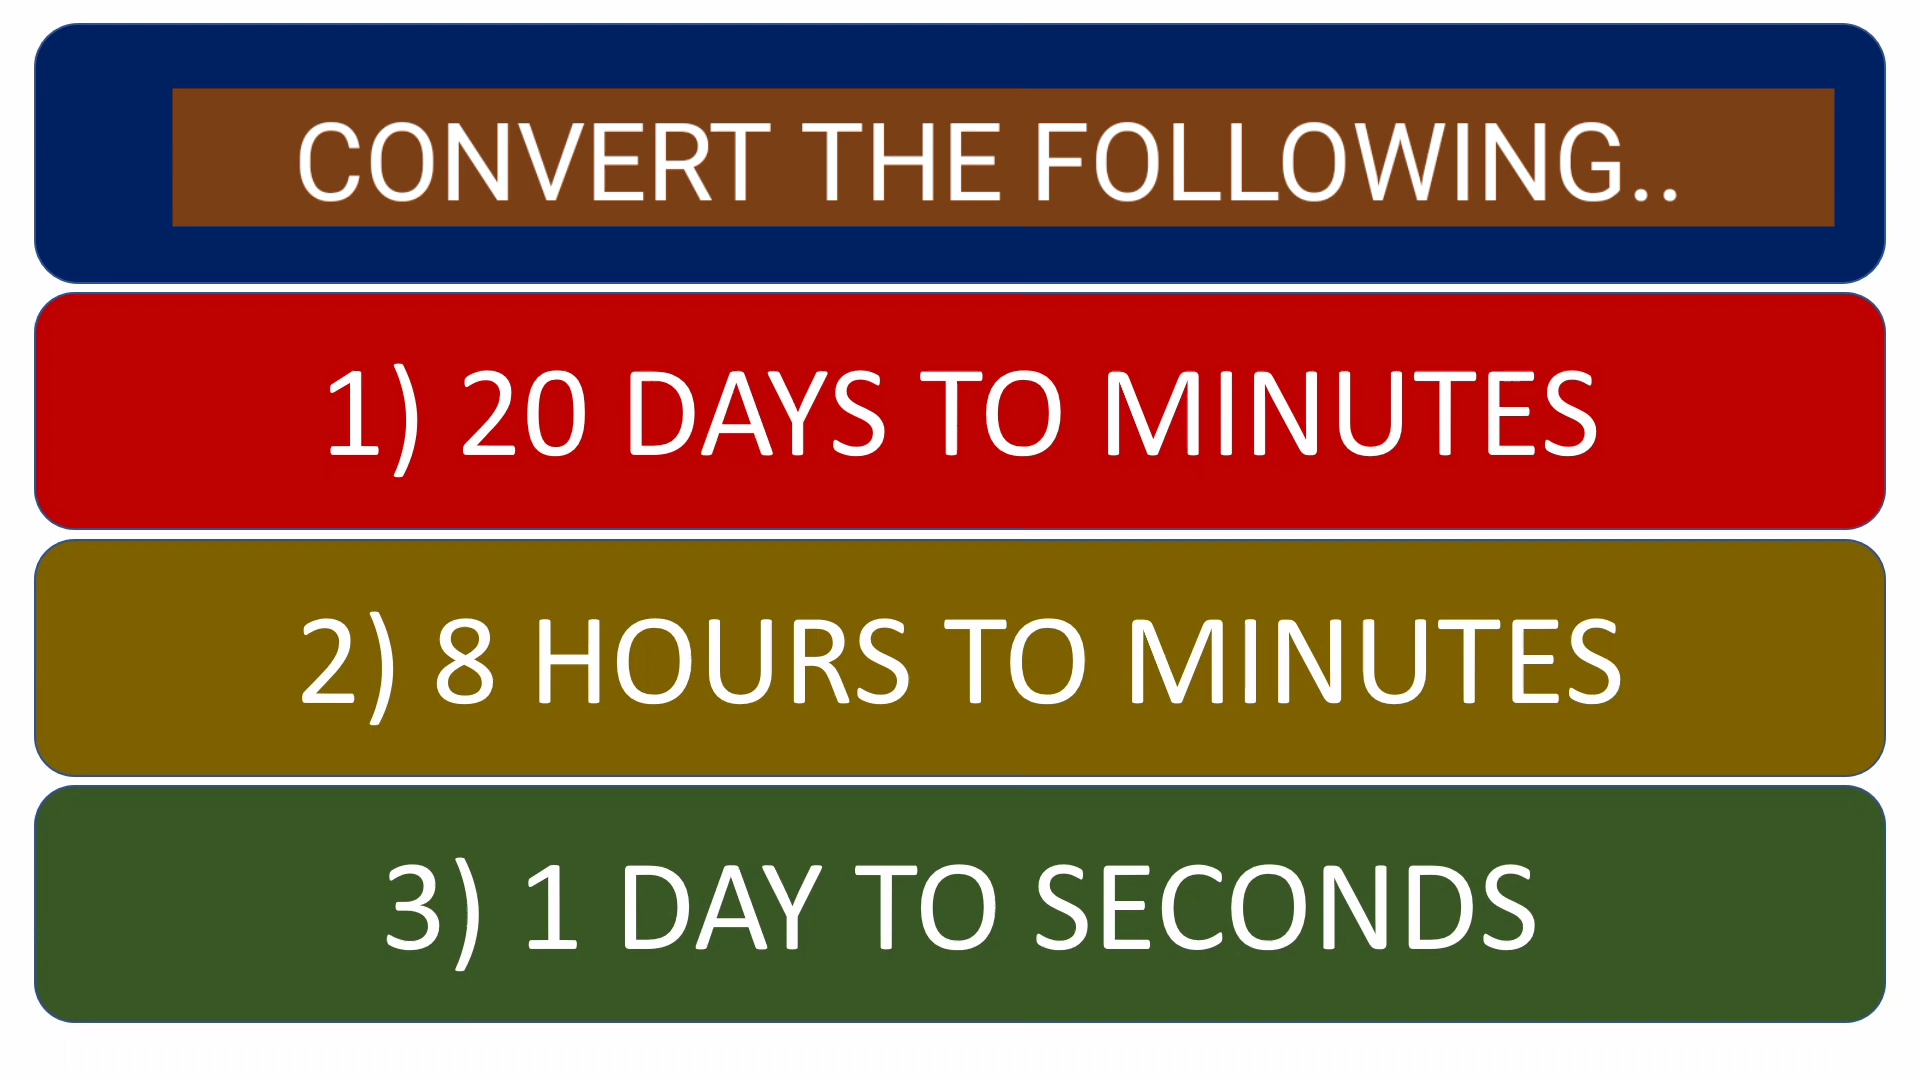 CONVERT THE FOLLOWING..
1) 20 DAYS TO MINUTES
2) 8 HOURS TO MINUTES
3) 1 DAY TO SECONDS